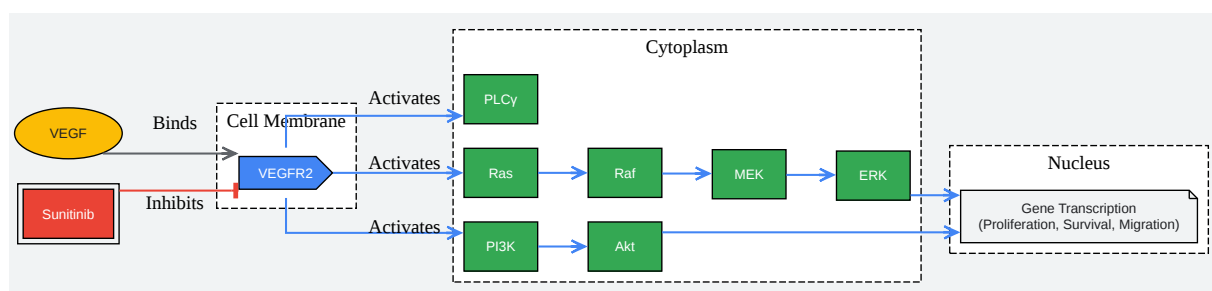 Cytoplasm
PLCγ
Activates
VEGF
Binds
Cell Membrane
Activates
VEGFR2
Ras
Raf
MEK
ERK
Nucleus
Sunitinib
Inhibits
Activates
PI3K
Akt
Gene Transcription
(Proliferation, Survival, Migration)